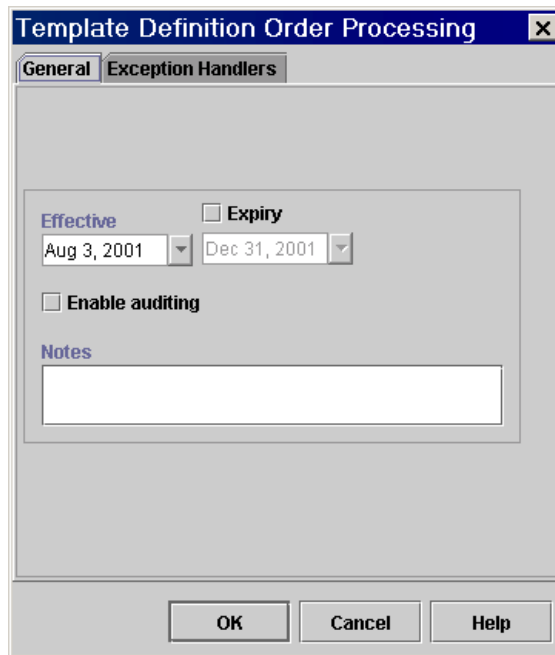 Template Definition Order Processing
General Exception Handlers
Effective
Expiry
Aug 3, 2001
Dec 31, 2001
Enable auditing
Notes
OK Cancel Help